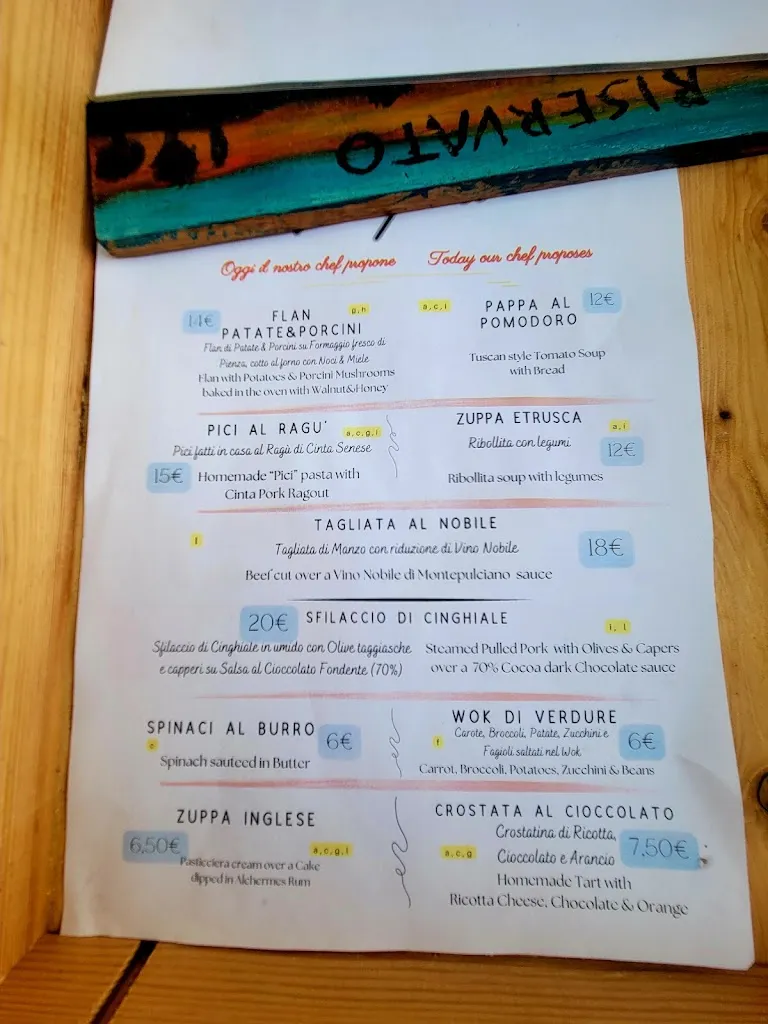 RISERVATO
Oggi il nostro chef propone
Today our chef proposes
14€
FLAN
PATATE&PORCINI
g,h
Flan di Patate & Porcini su Formaggio fresco di
Pienza, cotto al forno con Noci & Miele
Flan with Potatoes & Porcini Mushrooms
baked in the oven with Walnut&Honey
a,c,i
PAPPA AL
POMODORO
12€
Tuscan style Tomato Soup
with Bread
PICI AL RAGU'
a,c,g,i
Pici fatti in casa al Ragù di Cinta Senese
15€
Homemade "Pici" pasta with
Cinta Pork Ragout
ZUPPA ETRUSCA
a,i
Ribollita con legumi
12€
Ribollita soup with legumes
TAGLIATA AL NOBILE
Tagliata di Manzo con riduzione di Vino Nobile
18€
Beef cut over a Vino Nobile di Montepulciano sauce
20€
SFILACCIO DI CINGHIALE
Sfilaccio di Cinghiale in umido con Olive taggiasche
e capperi su Salsa al Cioccolato Fondente (70%)
Steamed Pulled Pork with Olives & Capers
over a 70% Cocoa dark Chocolate sauce
SPINACI AL BURRO
6€
Spinach sauteed in Butter
WOK DI VERDURE
Carote, Broccoli, Patate, Zucchini e
Fagioli saltati nel Wok
6€
Carrot, Broccoli, Potatoes, Zucchini & Beans
ZUPPA INGLESE
6,50€
a,c,g,i
Pasticciera cream over a Cake
dipped in Alchermes Rum
CROSTATA AL CIOCCOLATO
Crostatina di Ricotta,
Cioccolato e Arancio
7,50€
a,c,g
Homemade Tart with
Ricotta Cheese, Chocolate & Orange